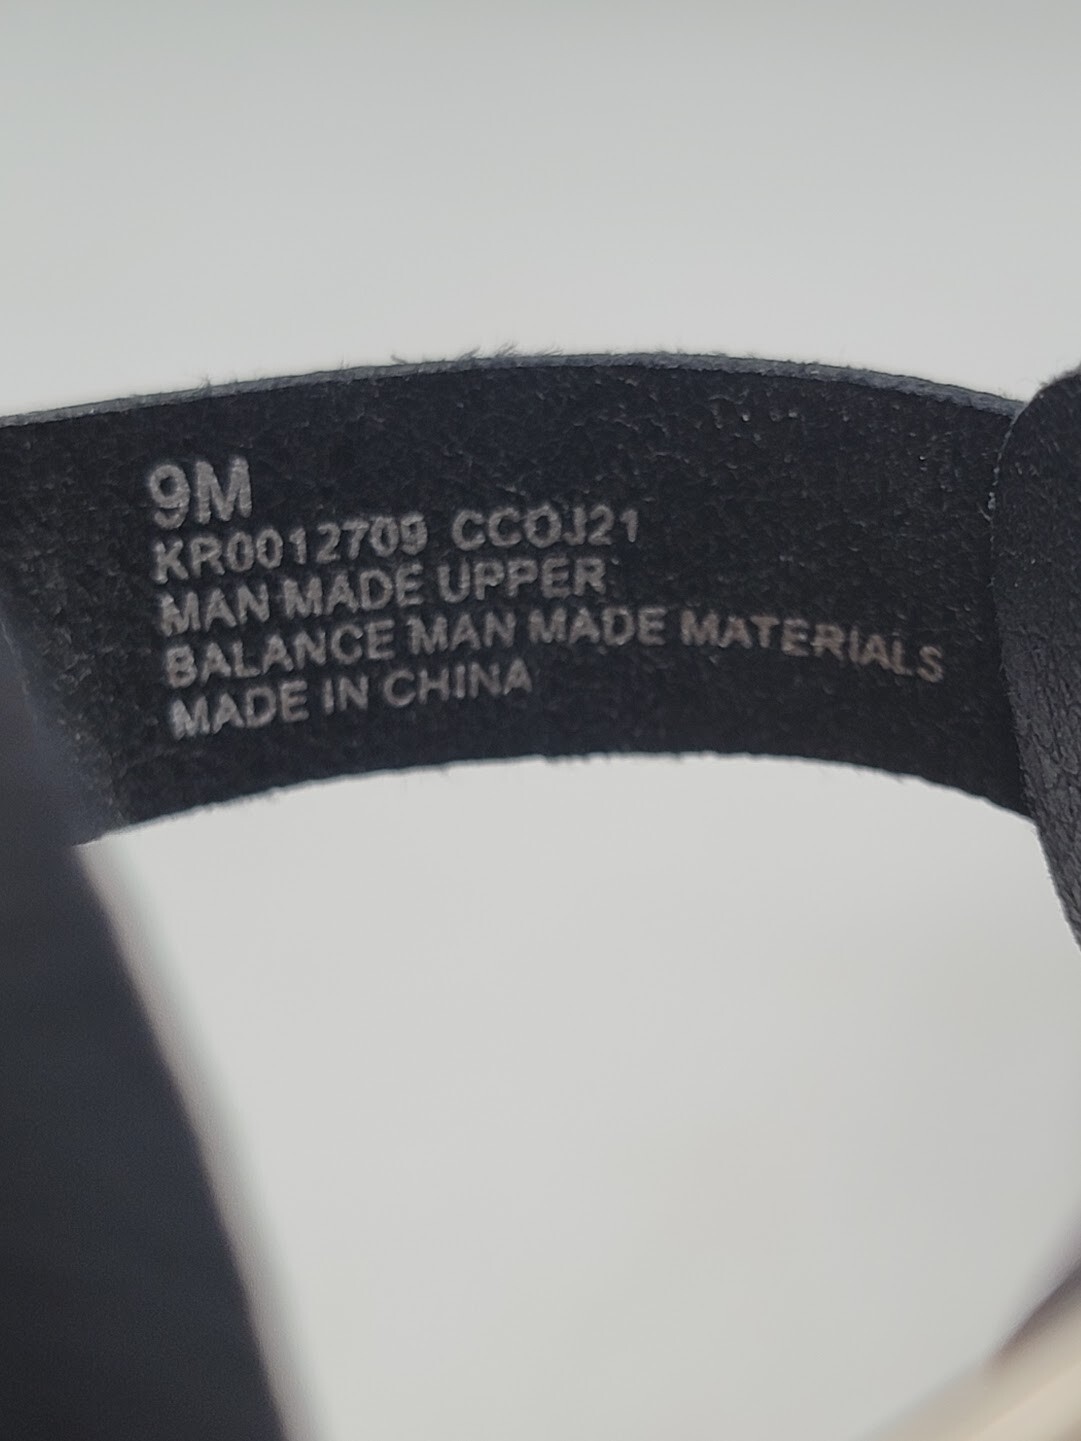 9M
KR0012709 CCOJ21
MAN MADE UPPER
BALANCE MAN MADE MATERIALS
MADE IN CHINA